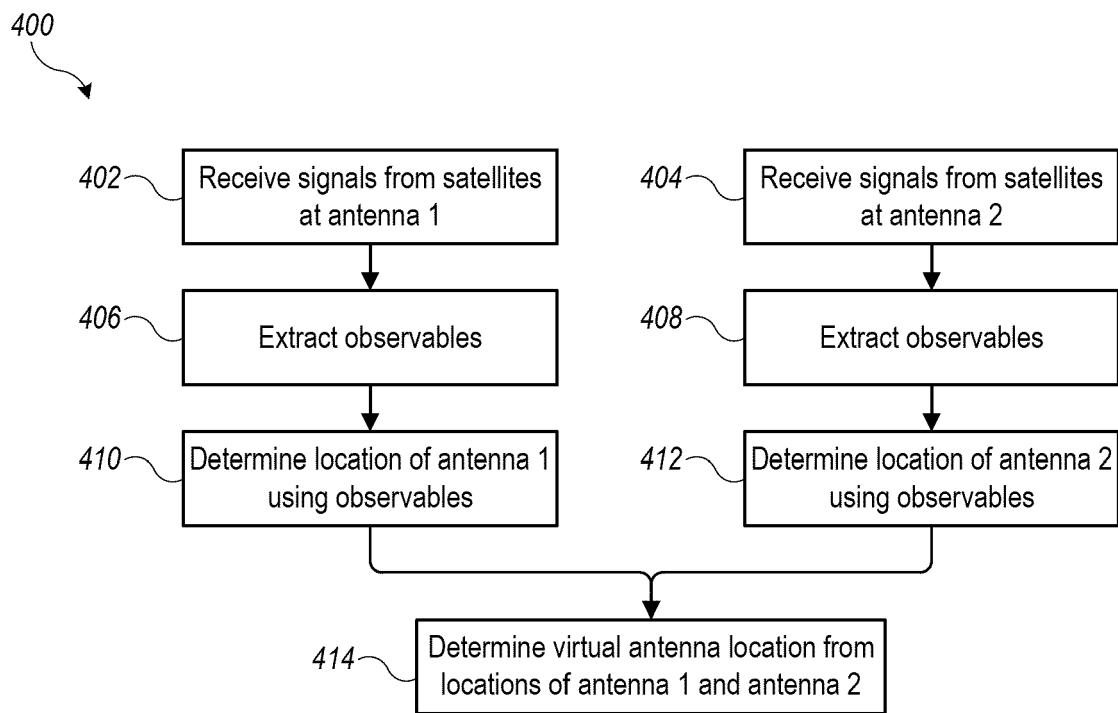 400
402
Receive signals from satellites
at antenna 1
404
Receive signals from satellites
at antenna 2
406
Extract observables
408
Extract observables
410
Determine location of antenna 1
using observables
412
Determine location of antenna 2
using observables
414
Determine virtual antenna location from
locations of antenna 1 and antenna 2